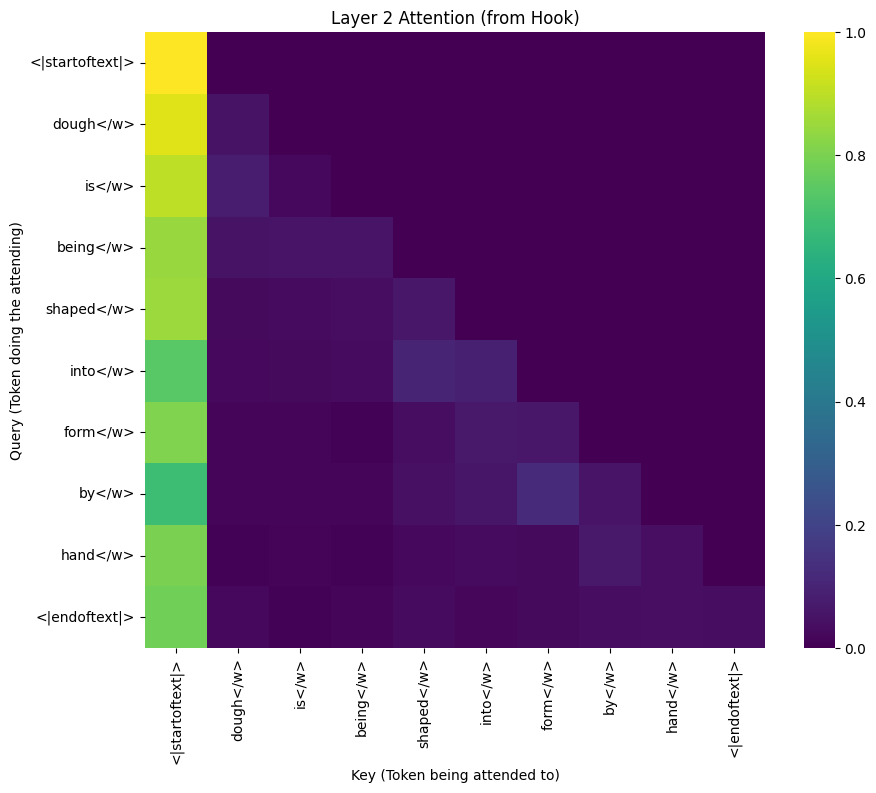 Layer 2 Attention (from Hook)
Query (Token doing the attending)
<|startoftext|>
dough</w>
is</w>
being</w>
shaped</w>
into</w>
form</w>
by</w>
hand</w>
<|endoftext|>
<|startoftext|>
dough</w>
is</w>
being</w>
shaped</w>
into</w>
form</w>
by</w>
hand</w>
<|endoftext|>
Key (Token being attended to)
1.0
0.8
0.6
0.4
0.2
0.0